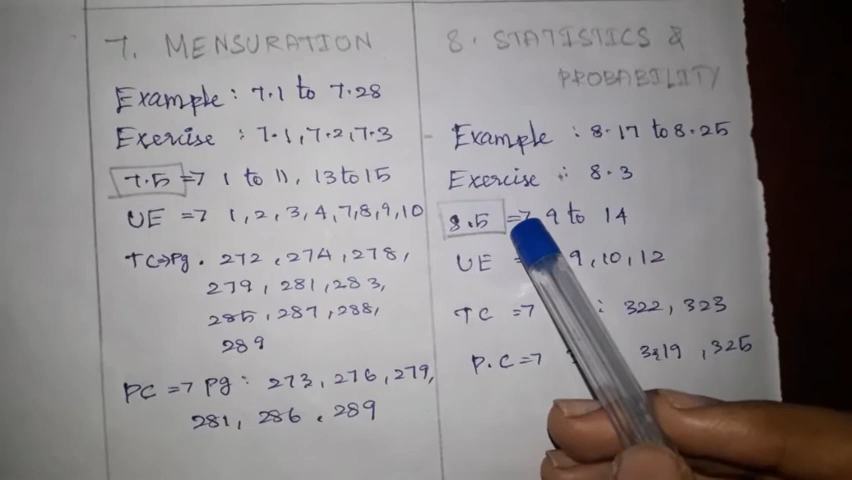 7. MENSURATION
Example : 7.1 to 7.28
Exercise : 7.1, 7.2, 7.3
7.5 => 1 to 11, 13 to 15
UE => 1, 2, 3, 4, 7, 8, 9, 10
TC => Pg. 272, 274, 278,
279, 281, 283,
285, 287, 288,
289
PC => Pg : 273, 276, 279,
281, 286, 289
8. STATISTICS &
PROBABILITY
Example : 8.17 to 8.25
Exercise : 8.3
8.5 => 9 to 14
UE 9, 10, 12
TC => : 322, 323
P.C => 319, 325